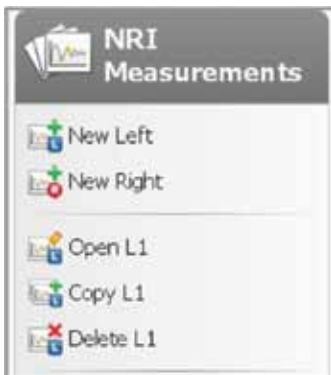 NRI
Measurements
New Left
New Right
Open L1
Copy L1
Delete L1